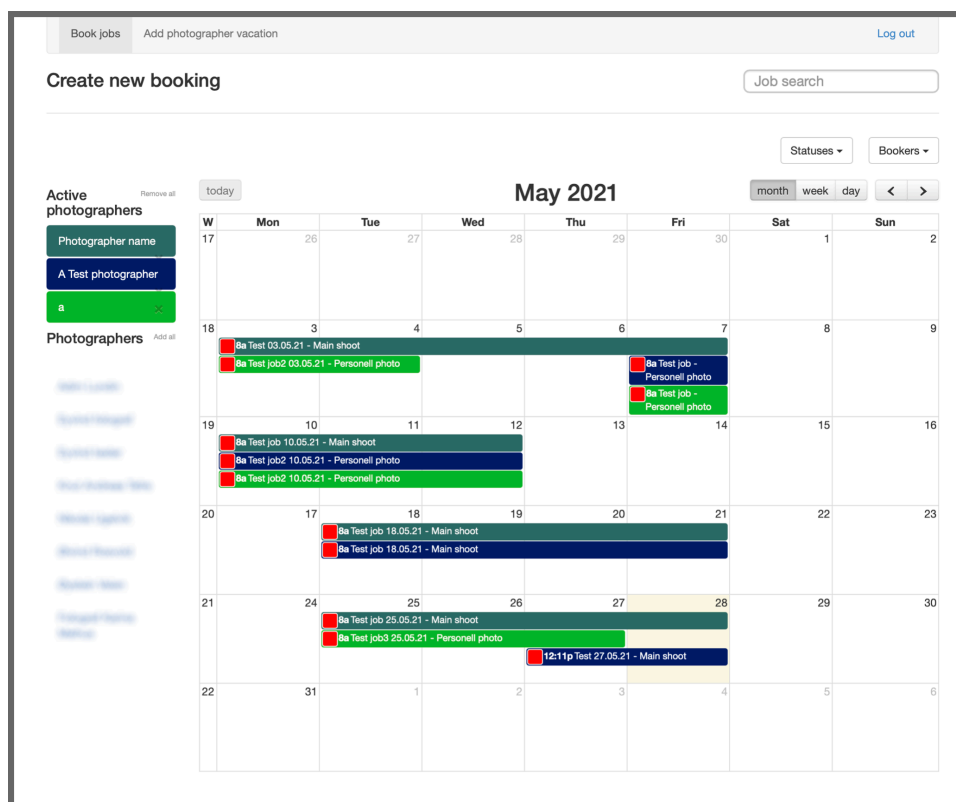 Book jobs Add photographer vacation Log out
Create new booking Job search
Statuses Bookers
Active photographers Remove all
Photographer name
A Test photographer
a ×
Photographers Add all
today May 2021 month week day
W Mon Tue Wed Thu Fri Sat Sun
17 26 27 28 29 30 1 2
18 3 4 5 6 7 8 9
8a Test 03.05.21 - Main shoot
8a Test job2 03.05.21 - Personell photo
8a Test job -
Personell photo
8a Test job -
Personell photo
19 10 11 12 13 14 15 16
8a Test job 10.05.21 - Main shoot
8a Test job2 10.05.21 - Personell photo
8a Test job2 10.05.21 - Personell photo
20 17 18 19 20 21 22 23
8a Test job 18.05.21 - Main shoot
8a Test job 18.05.21 - Main shoot
21 24 25 26 27 28 29 30
8a Test job 25.05.21 - Main shoot
8a Test job3 25.05.21 - Personell photo
12:11p Test 27.05.21 - Main shoot
22 31 1 2 3 4 5 6